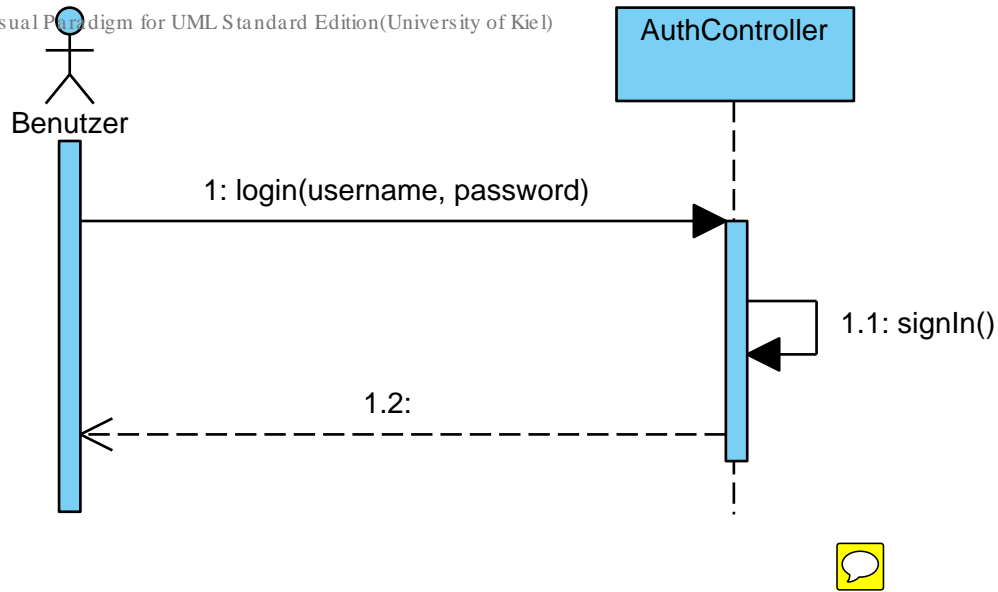 sual Paradigm for UML Standard Edition(University of Kiel)
AuthController
Benutzer
1: login(username, password)
1.1: signIn()
1.2: